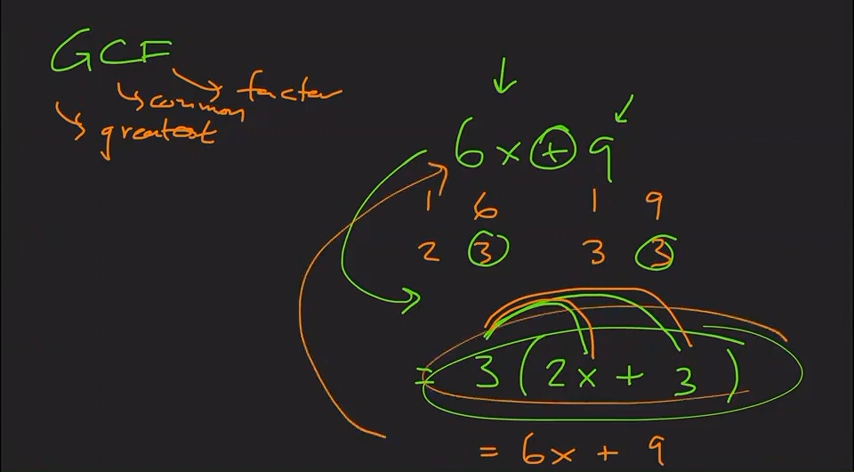 GCF
factor
common
greatest
6x + 9
1 6 1 9
2 3 3 3
= 3(2x + 3)
= 6x + 9